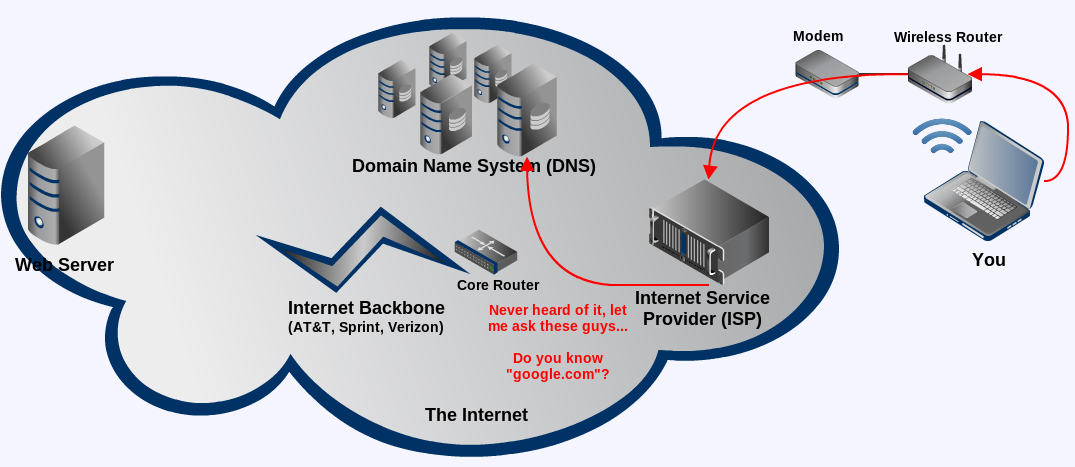 Modem
Wireless Router
Domain Name System (DNS)
Web Server
You
Core Router
Internet Backbone
(AT&T, Sprint, Verizon)
Internet Service
Provider (ISP)
Never heard of it, let
me ask these guys...
Do you know
"google.com"?
The Internet